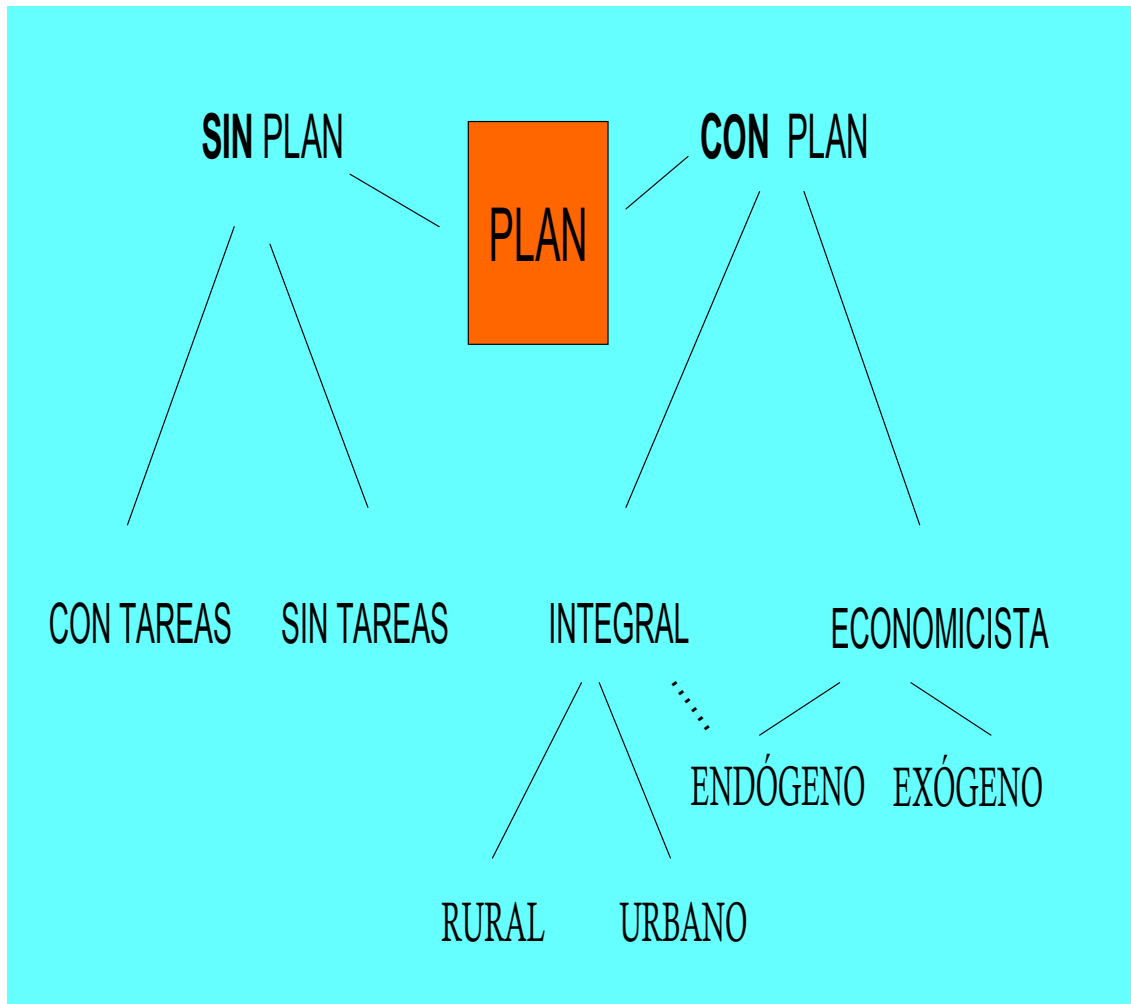 SIN PLAN
CON PLAN
PLAN
CON TAREAS
SIN TAREAS
INTEGRAL
ECONOMICISTA
ENDÓGENO
EXÓGENO
RURAL
URBANO